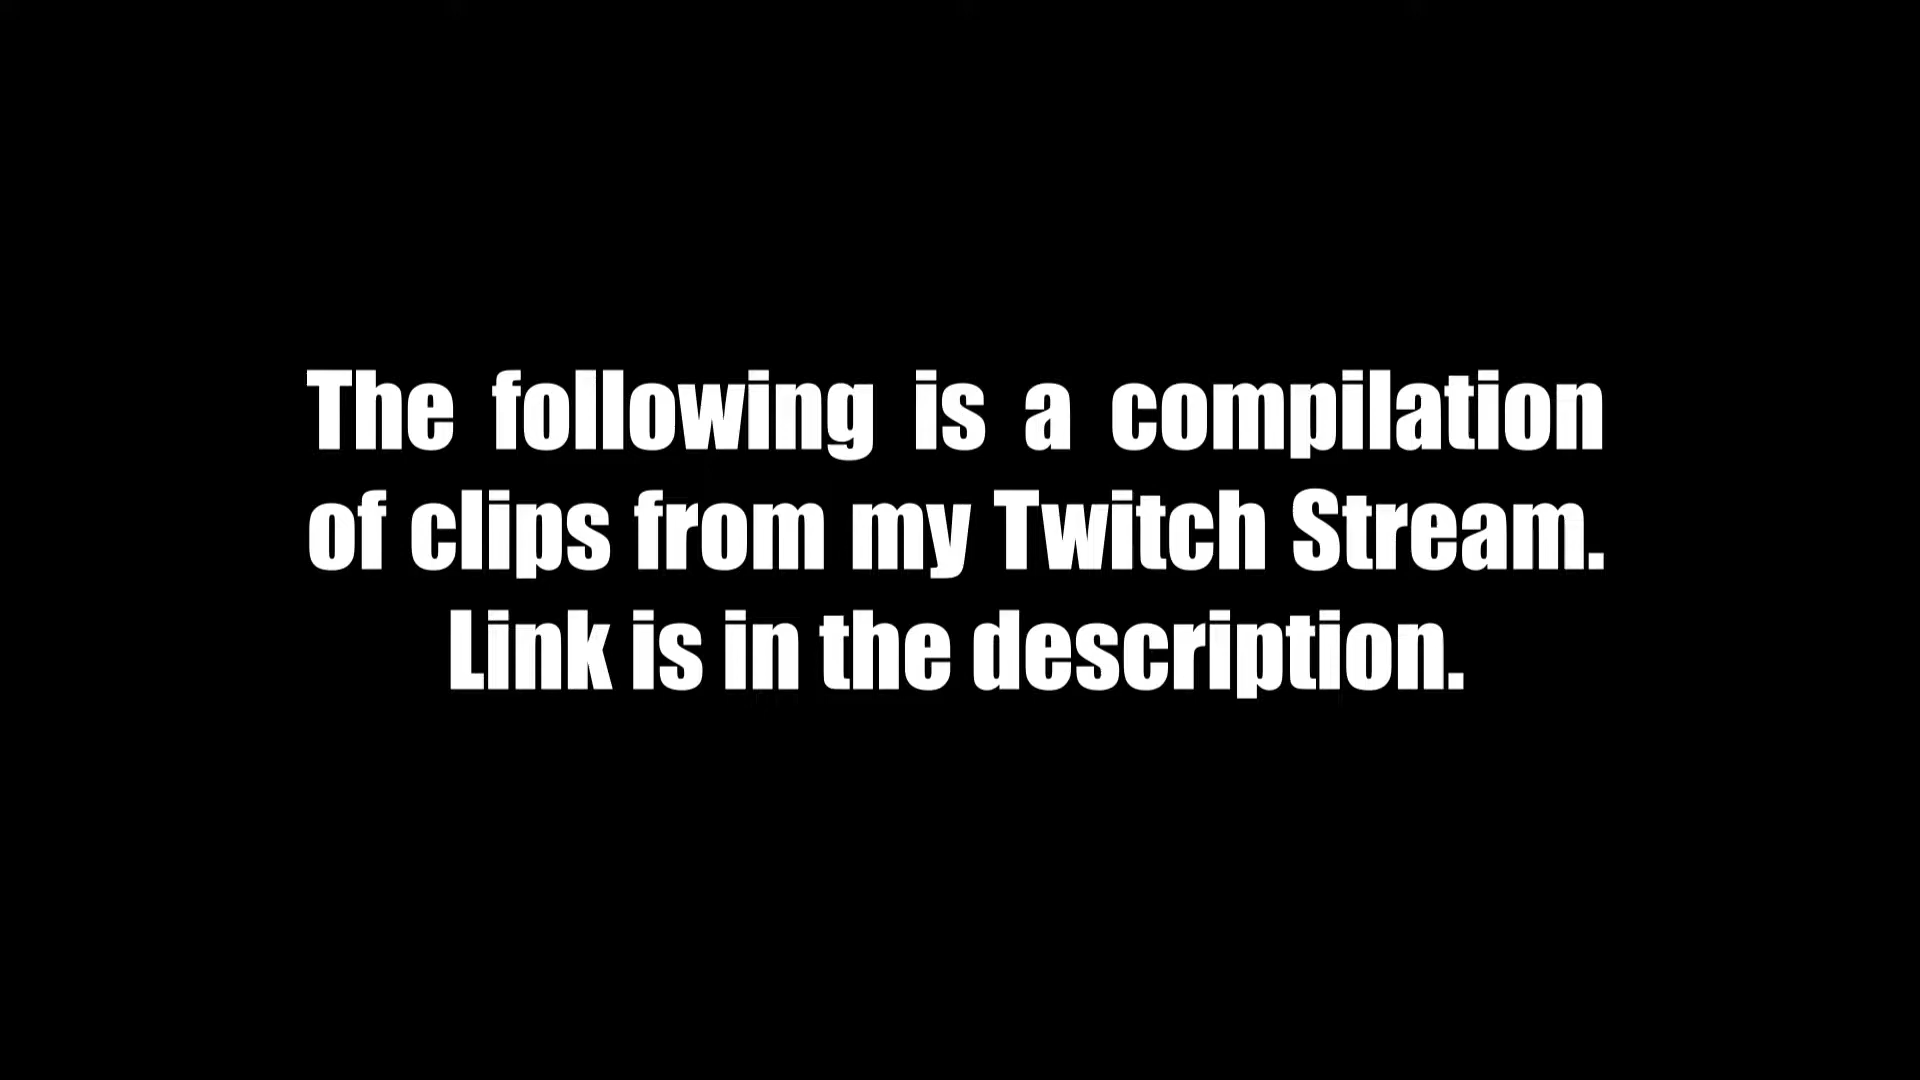 The following is a compilation
of clips from my Twitch Stream.
Link is in the description.